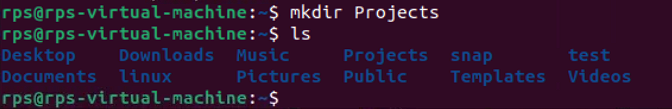 rps@rps-virtual-machine:~$ mkdir Projects
rps@rps-virtual-machine:~$ ls
Desktop    Downloads  Music     Projects  snap       test
Documents  linux      Pictures  Public    Templates  Videos
rps@rps-virtual-machine:~$